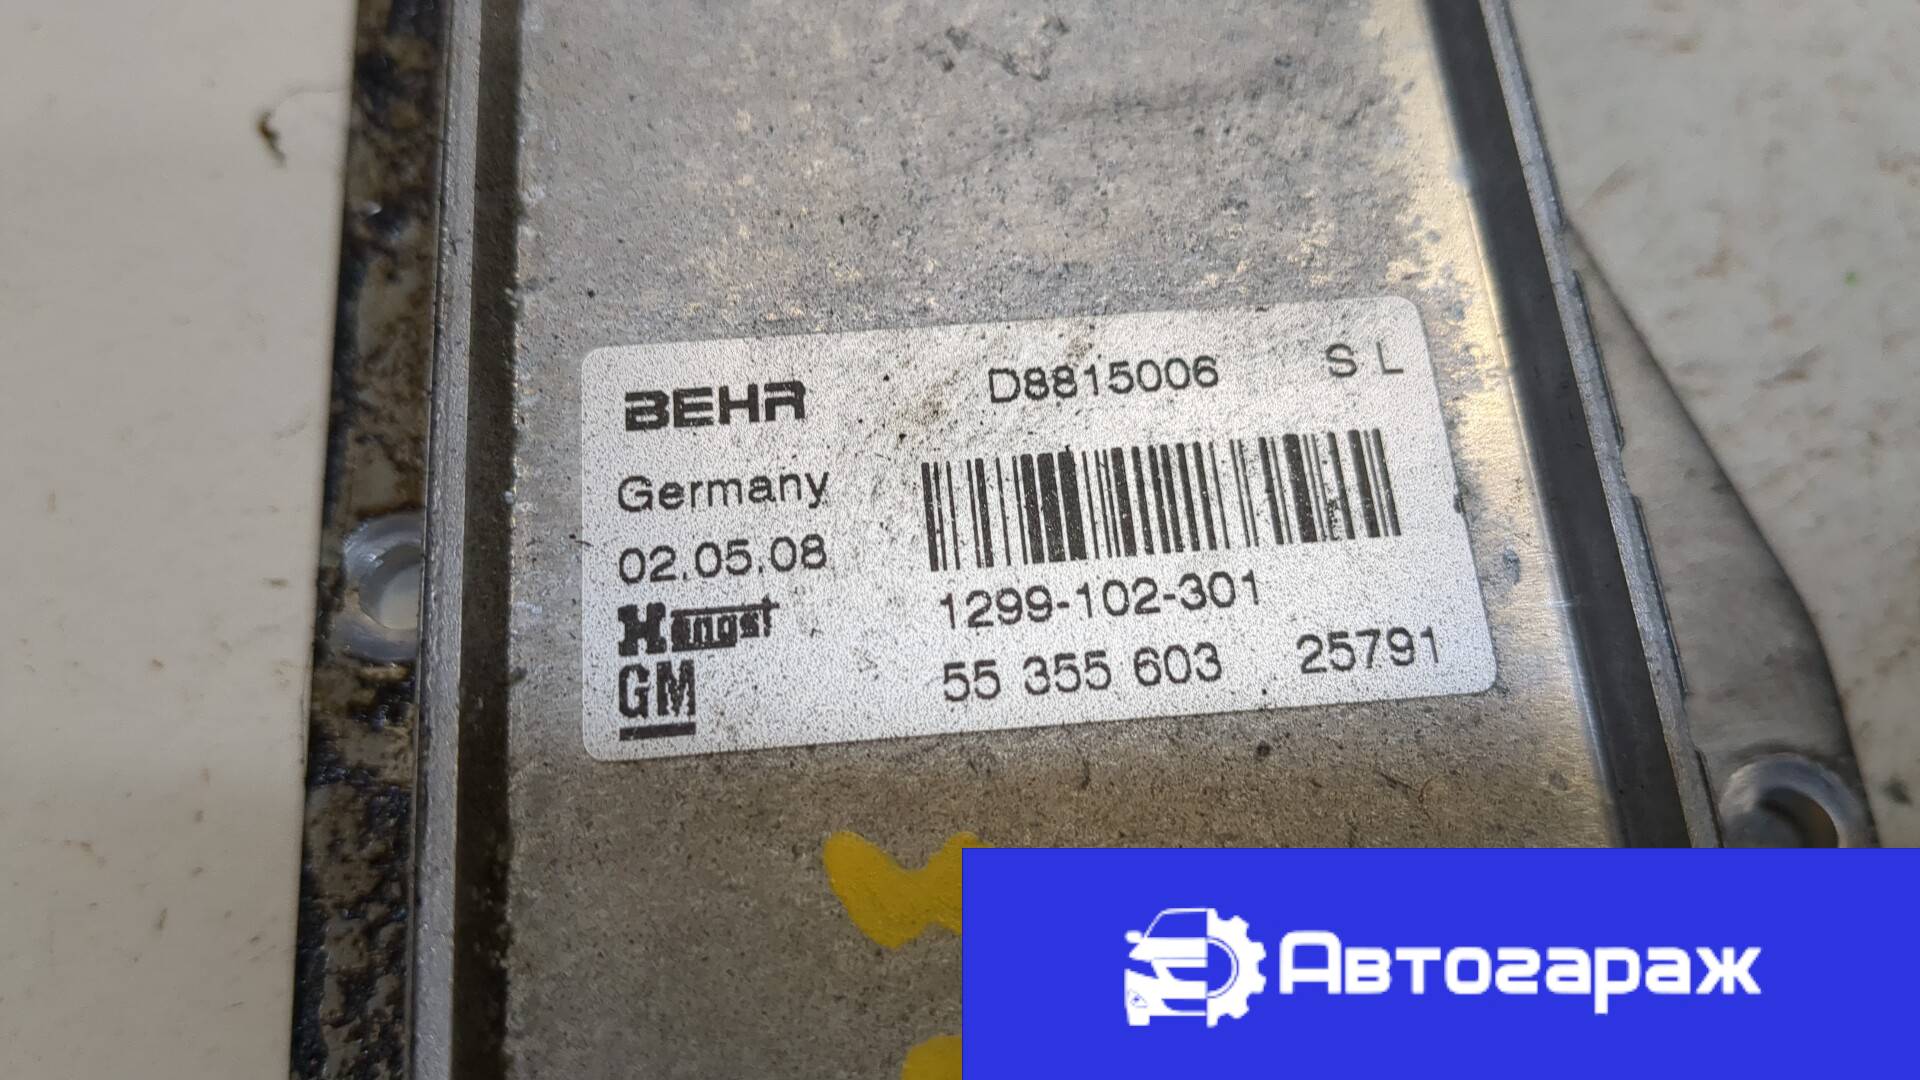 BEHR D8815006 S L
Germany
02.05.08
Hengst 1299-102-301
GM 55 355 603 25791
Автогараж